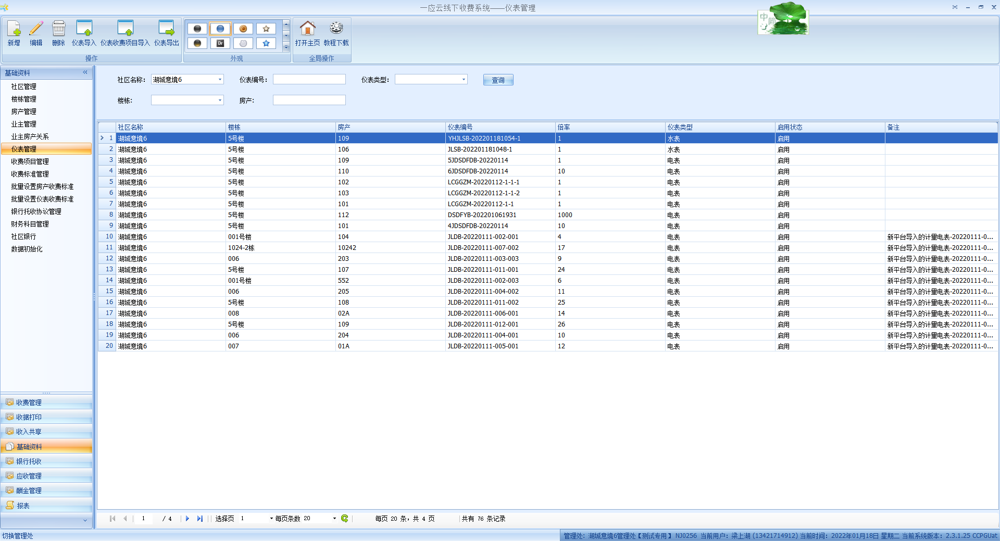 一应云线下收费系统——仪表管理
新增 编辑 删除 仪表导入 仪表收费项目导入 仪表导出 打开主页 教程下载
Dr
中 简
操作 外观 全局操作
基础资料
社区管理
楼栋管理
房产管理
业主管理
业主房产关系
仪表管理
收费项目管理
收费标准管理
批量设置房产收费标准
批量设置仪表收费标准
银行托收协议管理
财务科目管理
社区银行
数据初始化
收费管理
收据打印
收入共享
基础资料
银行托收
应收管理
酬金管理
报表
社区名称: 湖城意境6 仪表编号: 仪表类型: 查询
楼栋: 房产:
社区名称 楼栋 房产 仪表编号 倍率 仪表类型 启用状态 备注
1 湖城意境6 5号楼 109 YHJLSB-202201181054-1 1 水表 启用
2 湖城意境6 5号楼 106 JLSB-202201181048-1 1 水表 启用
3 湖城意境6 5号楼 109 5JDSDFDB-20220114 1 电表 启用
4 湖城意境6 5号楼 110 6JDSDFDB-20220114 10 电表 启用
5 湖城意境6 5号楼 102 LCGGZM-20220112-1-1-1 1 电表 启用
6 湖城意境6 5号楼 103 LCGGZM-20220112-1-1-2 1 电表 启用
7 湖城意境6 5号楼 101 LCGGZM-20220112-1-1 1 电表 启用
8 湖城意境6 5号楼 112 DSDFYB-202201061931 1000 电表 启用
9 湖城意境6 5号楼 101 4JDSDFDB-20220114 10 电表 启用
10 湖城意境6 001号楼 104 JLDB-20220111-002-001 4 电表 启用 新平台导入的计量电表-20220111-0...
11 湖城意境6 1024-2栋 10242 JLDB-20220111-007-002 17 电表 启用 新平台导入的计量电表-20220111-0...
12 湖城意境6 006 203 JLDB-20220111-003-003 9 电表 启用 新平台导入的计量电表-20220111-0...
13 湖城意境6 5号楼 107 JLDB-20220111-011-001 24 电表 启用 新平台导入的计量电表-20220111-0...
14 湖城意境6 001号楼 552 JLDB-20220111-002-003 6 电表 启用 新平台导入的计量电表-20220111-0...
15 湖城意境6 006 205 JLDB-20220111-004-002 11 电表 启用 新平台导入的计量电表-20220111-0...
16 湖城意境6 5号楼 108 JLDB-20220111-011-002 25 电表 启用 新平台导入的计量电表-20220111-0...
17 湖城意境6 008 02A JLDB-20220111-006-001 14 电表 启用 新平台导入的计量电表-20220111-0...
18 湖城意境6 5号楼 109 JLDB-20220111-012-001 26 电表 启用 新平台导入的计量电表-20220111-0...
19 湖城意境6 006 204 JLDB-20220111-004-001 10 电表 启用 新平台导入的计量电表-20220111-0...
20 湖城意境6 007 01A JLDB-20220111-005-001 12 电表 启用 新平台导入的计量电表-20220111-0...
1 / 4 选择页 1 每页条数 20 每页 20 条，共 4 页 共有 76 条记录
切换管理处 管理处: 湖城意境6管理处【测试专用】 NJ0256 当前用户: 梁上湖 (13421714912) 当前时间: 2022年01月18日 星期二 当前系统版本: 2.3.1.25 CCPGUat